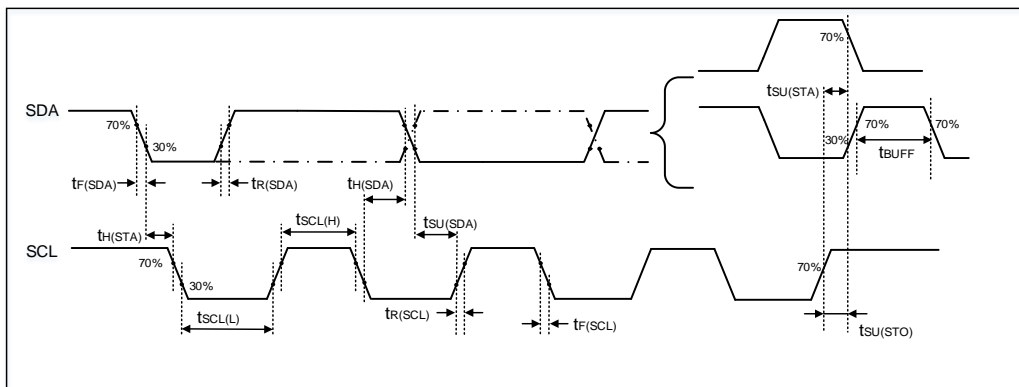 70%
tSU(STA)
SDA
70%
30%
30%
70%
70%
tBUFF
tF(SDA)
tR(SDA)
tH(SDA)
tSCL(H)
tSU(SDA)
tH(STA)
SCL
70%
30%
70%
tSCL(L)
tR(SCL)
tF(SCL)
tSU(STO)